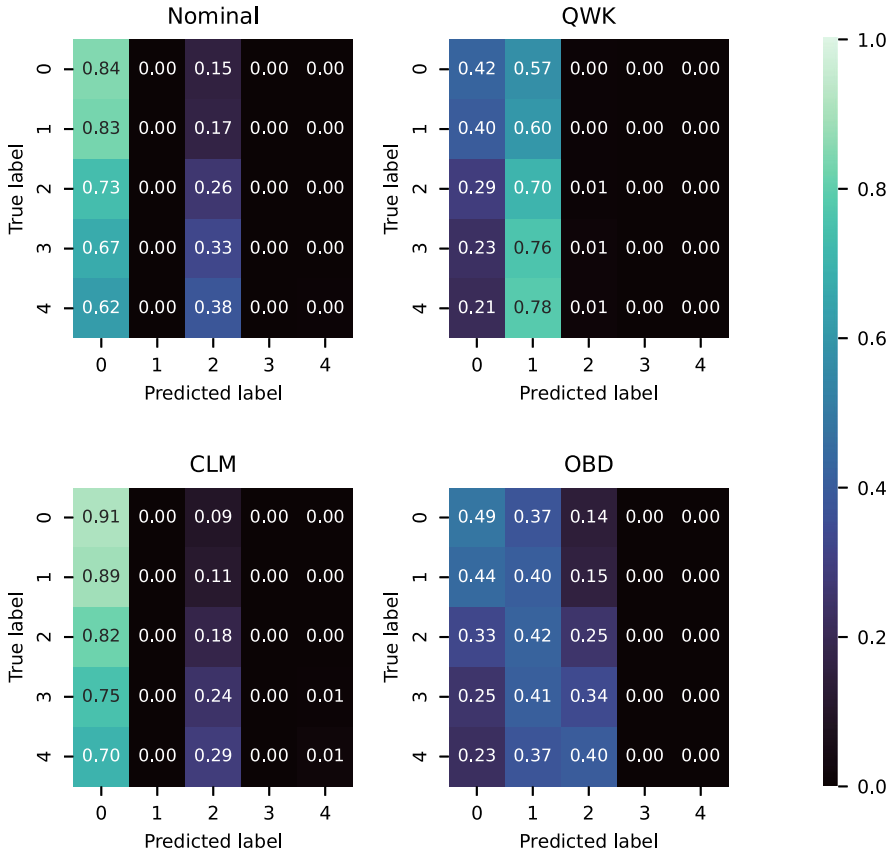 Nominal
QWK
0 0.84 0.00 0.15 0.00 0.00
1 0.83 0.00 0.17 0.00 0.00
2 0.73 0.00 0.26 0.00 0.00
3 0.67 0.00 0.33 0.00 0.00
4 0.62 0.00 0.38 0.00 0.00
0 1 2 3 4
True label
Predicted label
0 0.42 0.57 0.00 0.00 0.00
1 0.40 0.60 0.00 0.00 0.00
2 0.29 0.70 0.01 0.00 0.00
3 0.23 0.76 0.01 0.00 0.00
4 0.21 0.78 0.01 0.00 0.00
0 1 2 3 4
True label
Predicted label
CLM
OBD
0 0.91 0.00 0.09 0.00 0.00
1 0.89 0.00 0.11 0.00 0.00
2 0.82 0.00 0.18 0.00 0.00
3 0.75 0.00 0.24 0.00 0.01
4 0.70 0.00 0.29 0.00 0.01
0 1 2 3 4
True label
Predicted label
0 0.49 0.37 0.14 0.00 0.00
1 0.44 0.40 0.15 0.00 0.00
2 0.33 0.42 0.25 0.00 0.00
3 0.25 0.41 0.34 0.00 0.00
4 0.23 0.37 0.40 0.00 0.00
0 1 2 3 4
True label
Predicted label
1.0
0.8
0.6
0.4
0.2
0.0